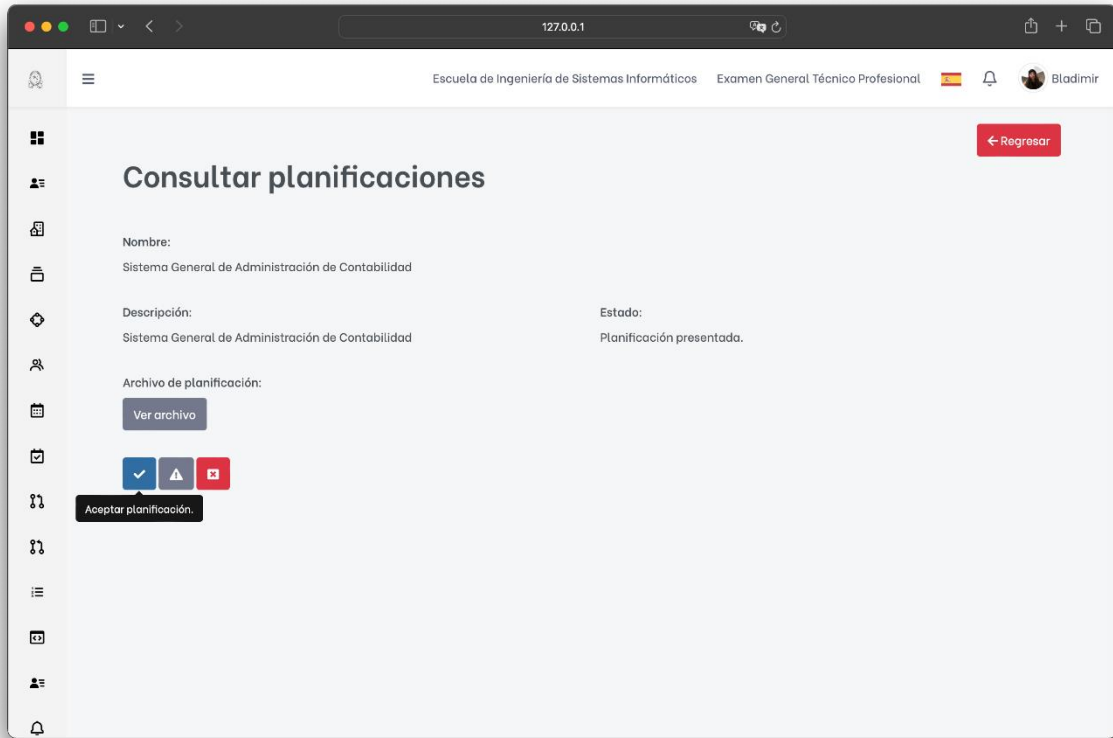 127.0.0.1
Escuela de Ingeniería de Sistemas Informáticos Examen General Técnico Profesional Bladimir
Regresar
Consultar planificaciones
Nombre:
Sistema General de Administración de Contabilidad
Descripción: Estado:
Sistema General de Administración de Contabilidad Planificación presentada.
Archivo de planificación:
Ver archivo
Aceptar planificación.